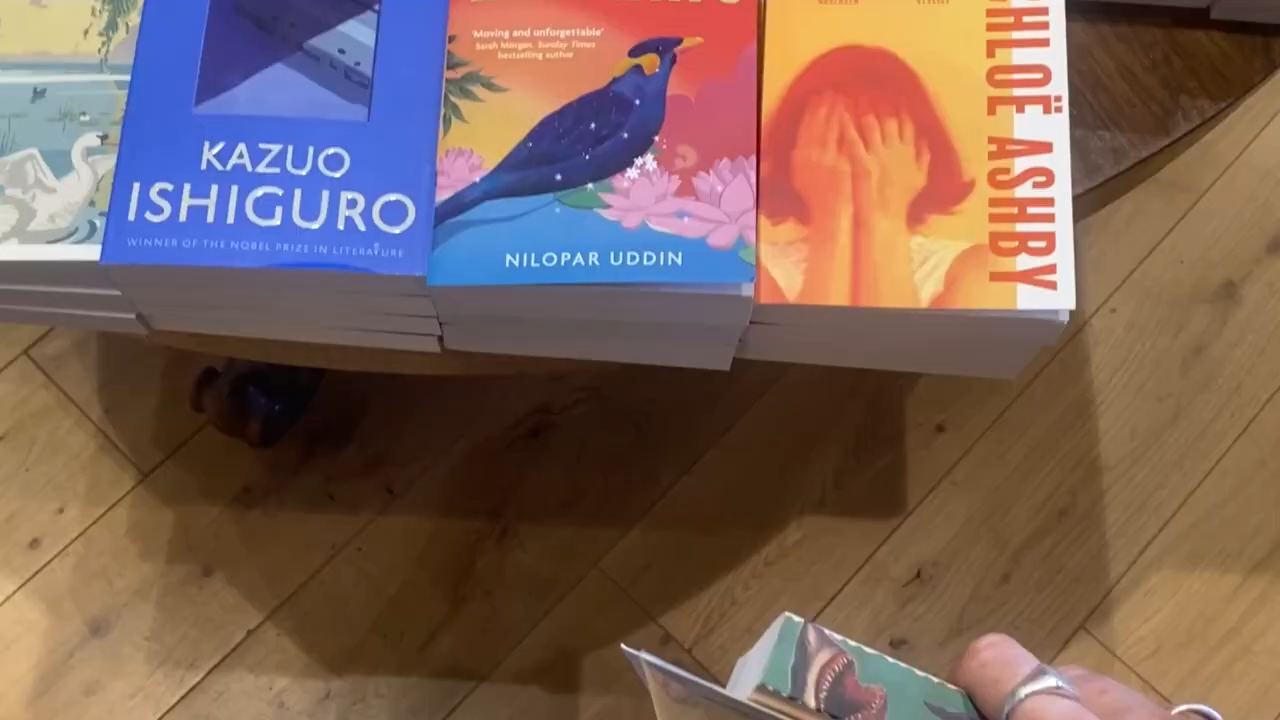 KAZUO
ISHIGURO
WINNER OF THE NOBEL PRIZE IN LITERATURE
'Moving and unforgettable'
Sarah Morgan, Sunday Times
bestselling author
NILOPAR UDDIN
CHLOË ASHBY